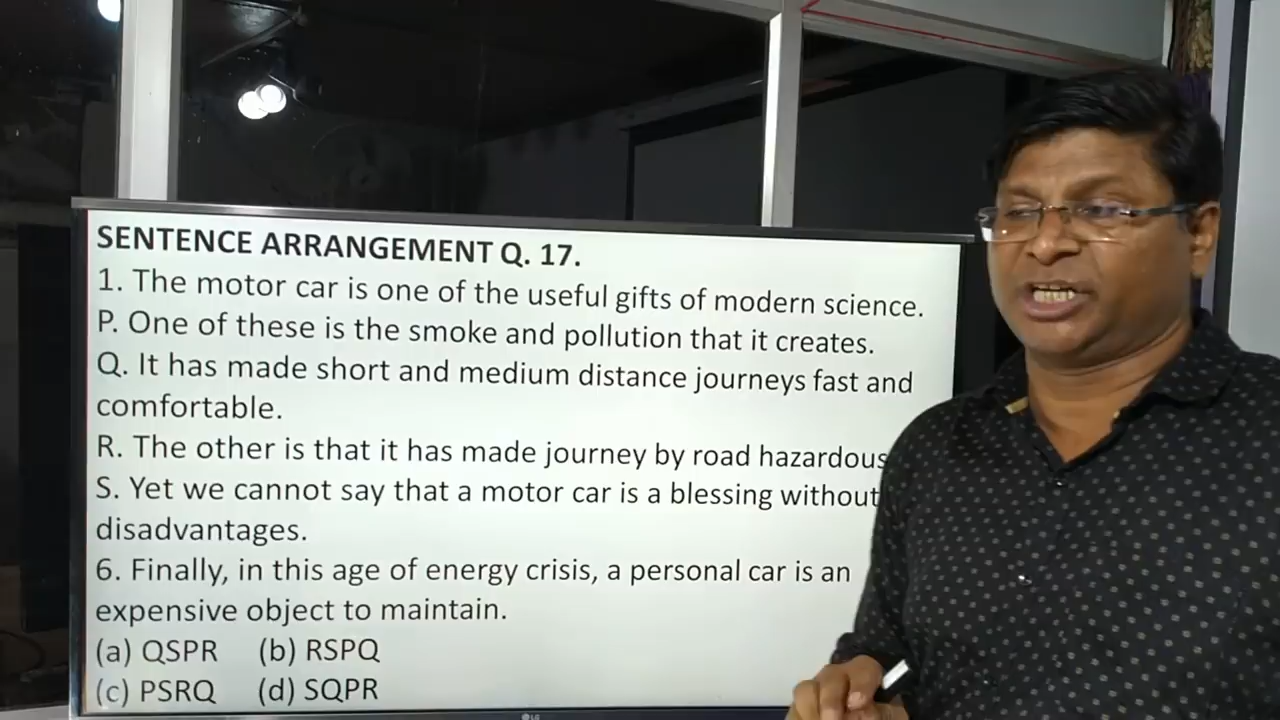 SENTENCE ARRANGEMENT Q. 17.
1. The motor car is one of the useful gifts of modern science.
P. One of these is the smoke and pollution that it creates.
Q. It has made short and medium distance journeys fast and
comfortable.
R. The other is that it has made journey by road hazardous
S. Yet we cannot say that a motor car is a blessing without
disadvantages.
6. Finally, in this age of energy crisis, a personal car is an
expensive object to maintain.
(a) QSPR (b) RSPQ
(c) PSRQ (d) SQPR
LG